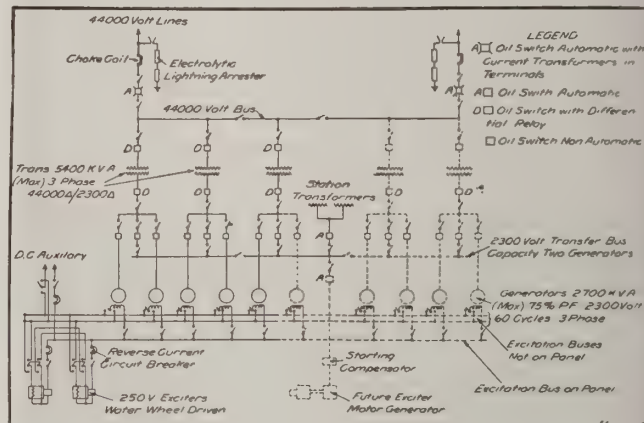 44000 Volt Lines
Choke Coil
Electrolytic
Lightning Arrester
A
44000 Volt Bus
A
LEGEND
A Oil Switch Automatic with
Current Transformers in
Terminals
A Oil Swith Automatic
D Oil Switch with Differen
tial Relay
Oil Switch Non Automatic
D
D
D
Trans 5400 KVA
(Max) 3 Phase
44000Δ/2300Δ
D
D
D
D
Station
Transformers
A
A
2300 Volt Transfer Bus
Capacity Two Generators
D.C Auxilary
Generators 2700 KVA
(Max) 75% PF 2300 Volt
60 Cycles 3 Phase
Excitation Buses
Not on Panel
Excitation Bus on Panel
Reverse Current
Circuit Breaker
250 V Exciters
Water Wheel Driven
Starting
Compensator
Future Exciter
Motor Generator